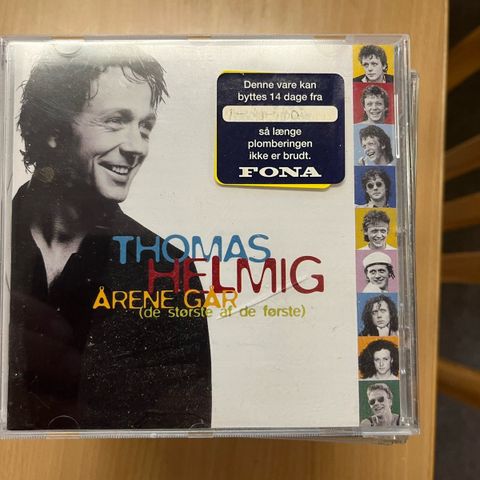 Denne vare kan
byttes 14 dage fra
så længe
plomberingen
ikke er brudt.
FONA
THOMAS
HELMIG
ÅRENE GÅR
(de største af de første)